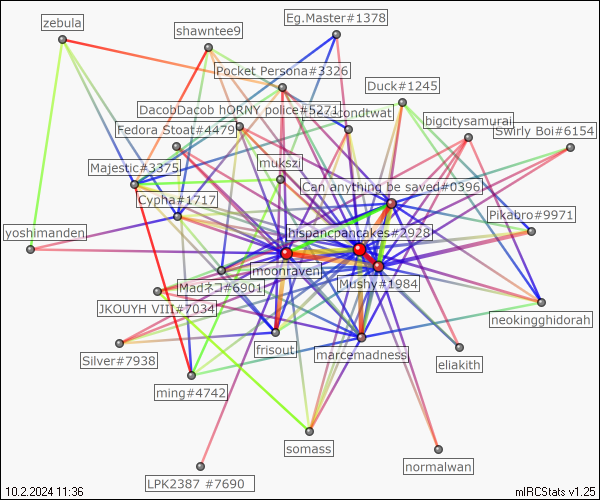 Eg.Master#1378
zebula
shawntee9
Pocket Persona#3326
Duck#1245
DacobDacob hORNY police#5271
ondtwat
bigcitysamurai
Fedora Stoat#4479
Swirly Boi#6154
mukszi
Majestic#3375
Can anything be saved#0396
Cypha#1717
Pikabro#9971
yoshimanden
hispancpancakes#2928
moonraven
Madネコ#6901
Mushy#1984
JKOUYH VIII#7034
neokingghidorah
frisout
marcemadness
Silver#7938
eliakith
ming#4742
somass
normalwan
LPK2387 #7690
10.2.2024 11:36
mIRCStats v1.25